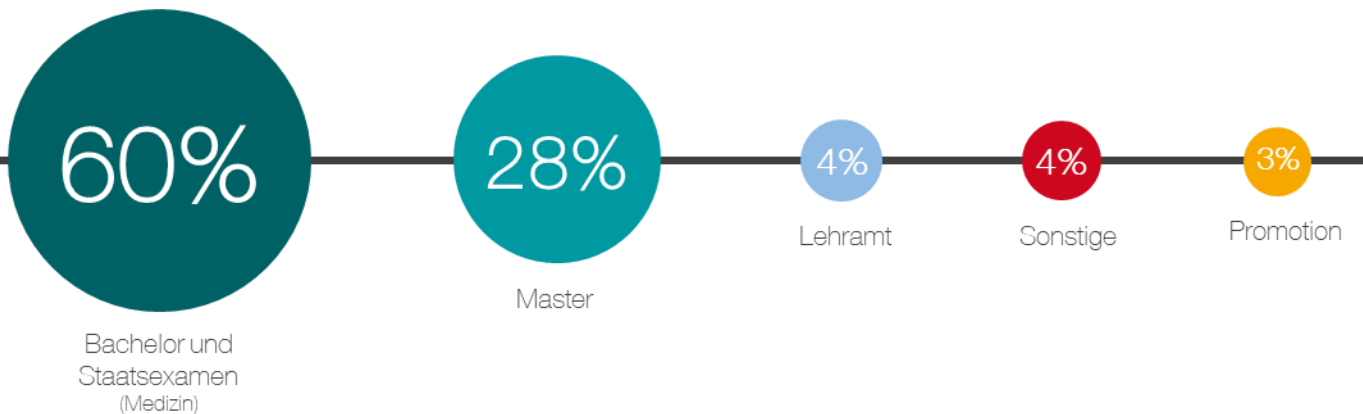 60%
Bachelor und
Staatsexamen
(Medizin)
28%
Master
4%
Lehramt
4%
Sonstige
3%
Promotion